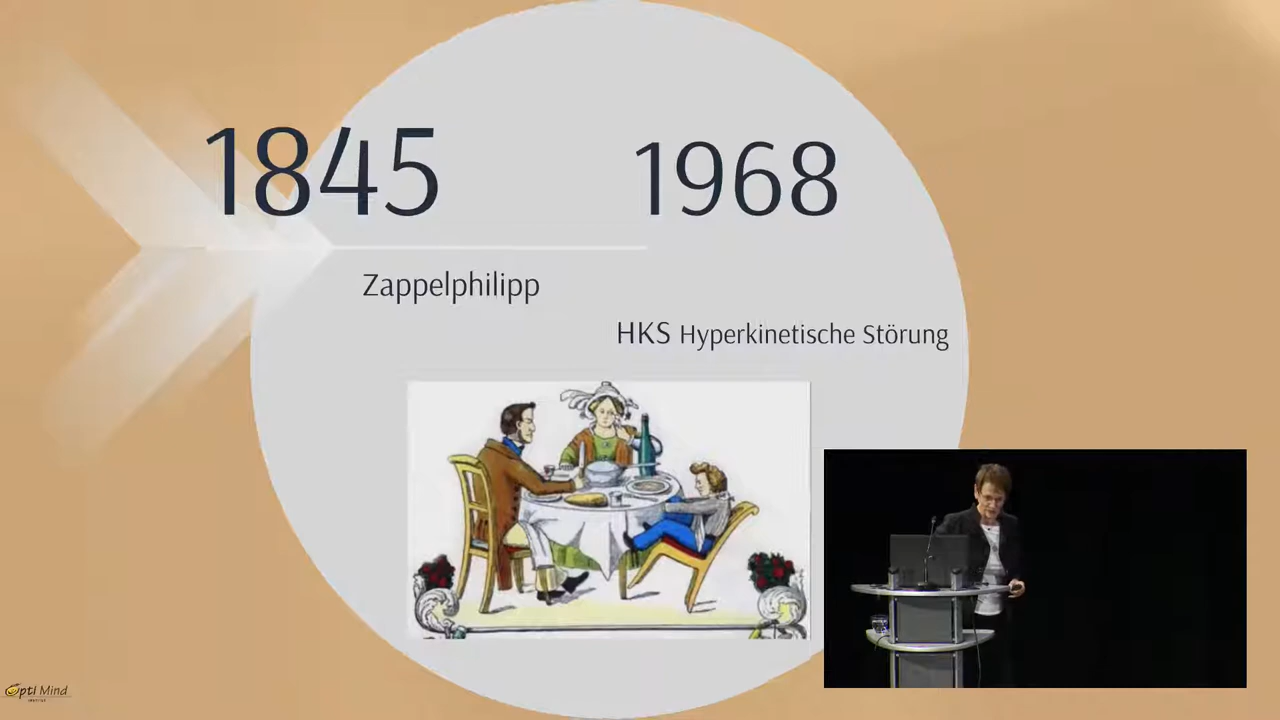 1845
1968
Zappelphilipp
HKS Hyperkinetische Störung
Opti Mind